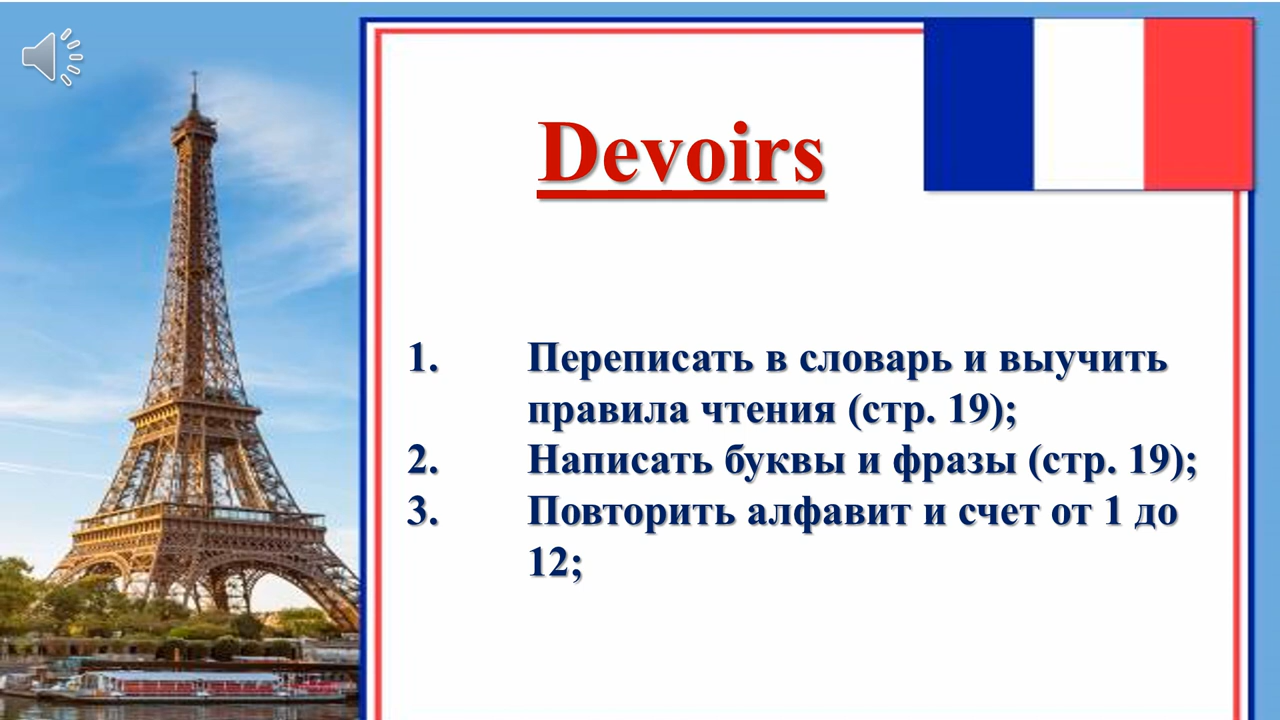 Devoirs
1. Переписать в словарь и выучить
правила чтения (стр. 19);
2. Написать буквы и фразы (стр. 19);
3. Повторить алфавит и счет от 1 до
12;